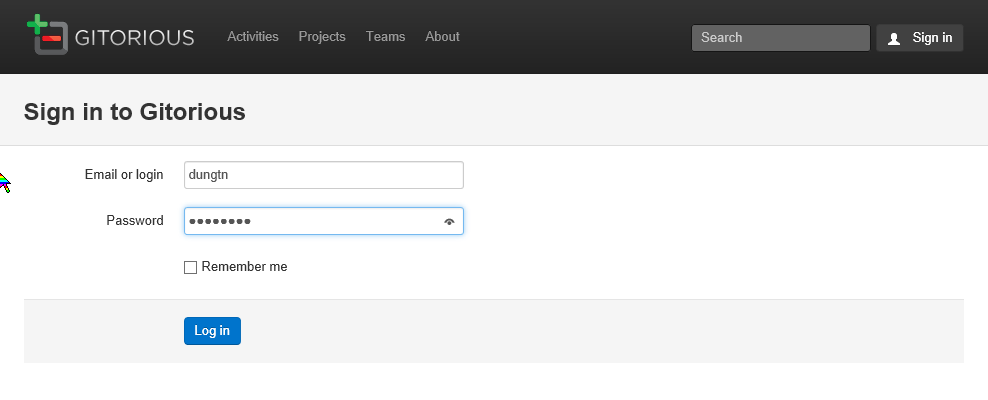 GITORIOUS Activities Projects Teams About Search Sign in
Sign in to Gitorious
Email or login dungtn
Password ••••••••
Remember me
Log in